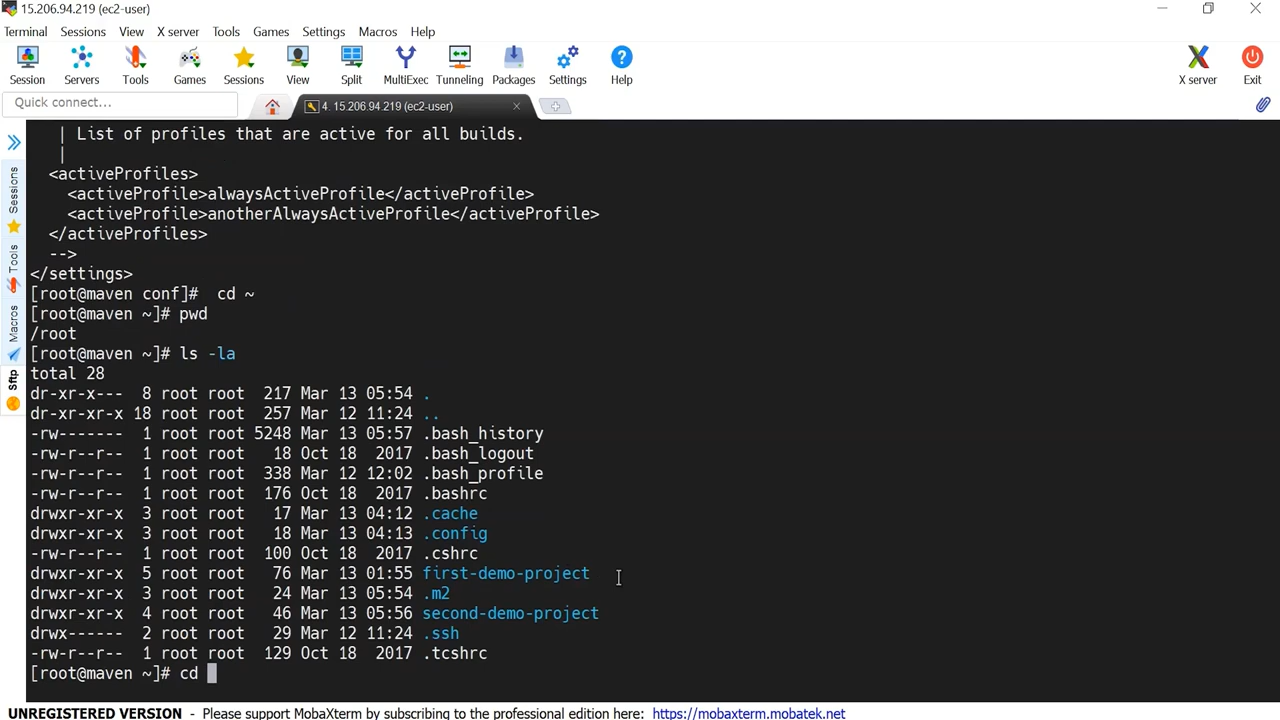 15.206.94.219 (ec2-user)
Terminal Sessions View X server Tools Games Settings Macros Help
Session Servers Tools Games Sessions View Split MultiExec Tunneling Packages Settings Help X server Exit
Quick connect... 4. 15.206.94.219 (ec2-user)
Sessions
Tools
Macros
Sftp
| List of profiles that are active for all builds.
|
<activeProfiles>
<activeProfile>alwaysActiveProfile</activeProfile>
<activeProfile>anotherAlwaysActiveProfile</activeProfile>
</activeProfiles>
-->
</settings>
[root@maven conf]#  cd ~
[root@maven ~]# pwd
/root
[root@maven ~]# ls -la
total 28
dr-xr-x---  8 root root  217 Mar 13 05:54 .
dr-xr-xr-x 18 root root  257 Mar 12 11:24 ..
-rw-------  1 root root 5248 Mar 13 05:57 .bash_history
-rw-r--r--  1 root root   18 Oct 18  2017 .bash_logout
-rw-r--r--  1 root root  338 Mar 12 12:02 .bash_profile
-rw-r--r--  1 root root  176 Oct 18  2017 .bashrc
drwxr-xr-x  3 root root   17 Mar 13 04:12 .cache
drwxr-xr-x  3 root root   18 Mar 13 04:13 .config
-rw-r--r--  1 root root  100 Oct 18  2017 .cshrc
drwxr-xr-x  5 root root   76 Mar 13 01:55 first-demo-project
drwxr-xr-x  3 root root   24 Mar 13 05:54 .m2
drwxr-xr-x  4 root root   46 Mar 13 05:56 second-demo-project
drwx------  2 root root   29 Mar 12 11:24 .ssh
-rw-r--r--  1 root root  129 Oct 18  2017 .tcshrc
[root@maven ~]# cd
UNREGISTERED VERSION - Please support MobaXterm by subscribing to the professional edition here: https://mobaxterm.mobatek.net